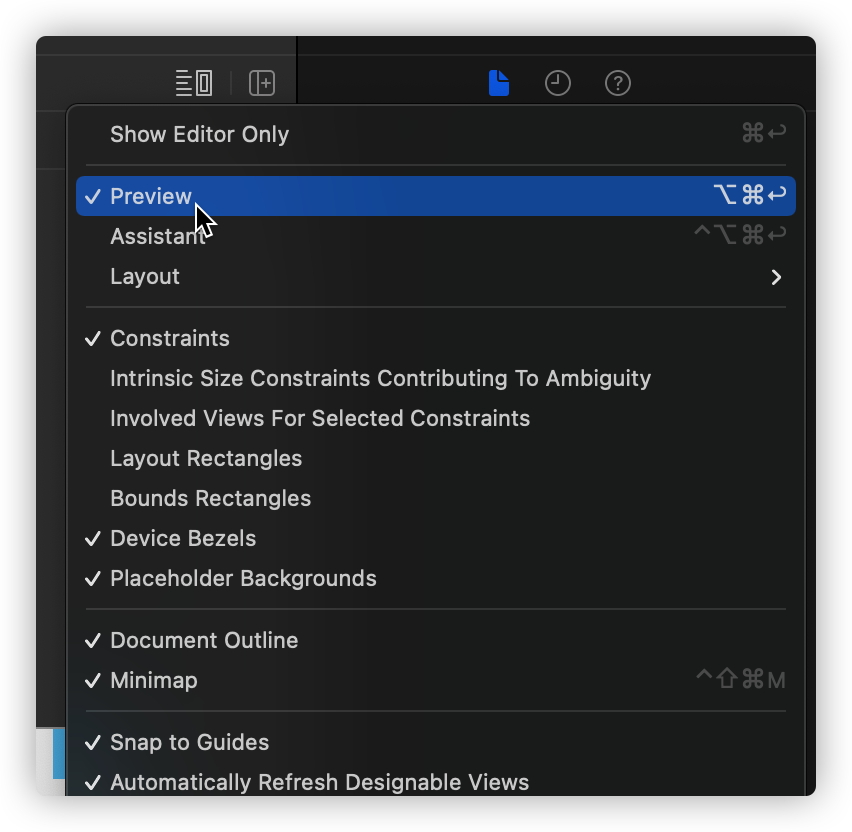 Show Editor Only ⌘↩
✓ Preview ⌥⌘↩
Assistant ^⌥⌘↩
Layout >
✓ Constraints
Intrinsic Size Constraints Contributing To Ambiguity
Involved Views For Selected Constraints
Layout Rectangles
Bounds Rectangles
✓ Device Bezels
✓ Placeholder Backgrounds
✓ Document Outline
✓ Minimap ^⇧⌘M
✓ Snap to Guides
✓ Automatically Refresh Designable Views